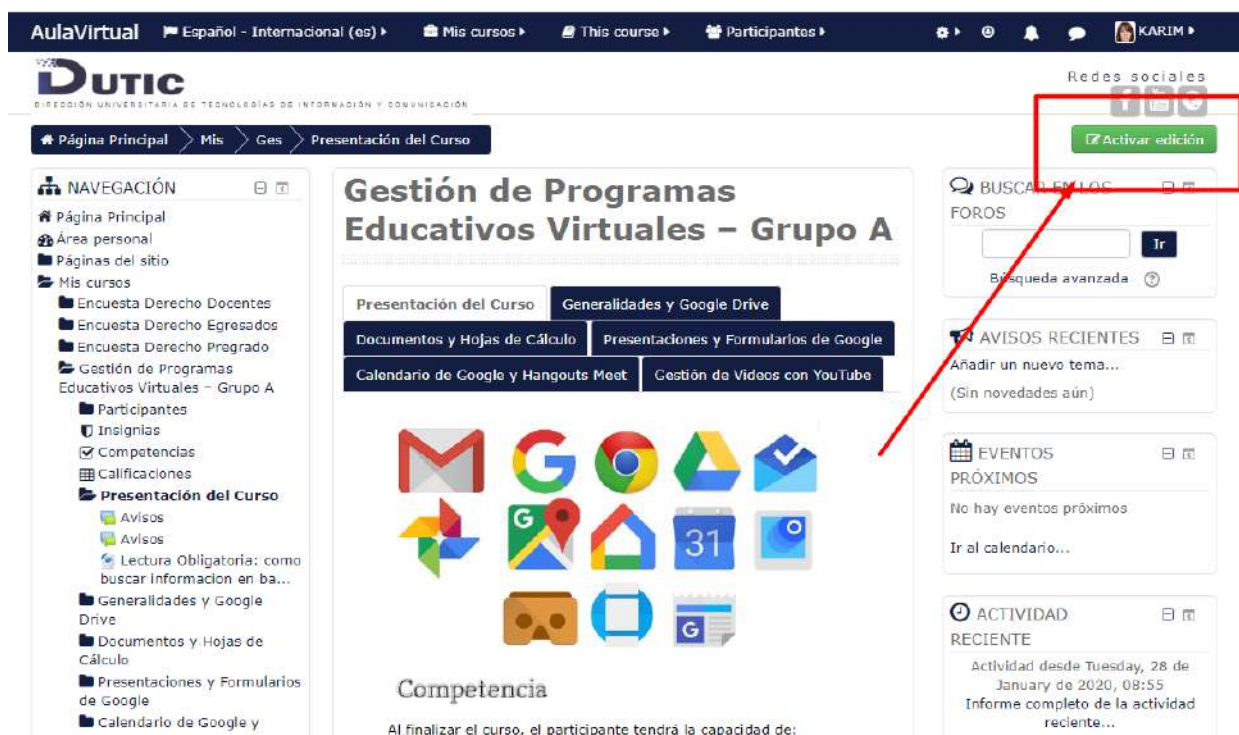 AulaVirtual Español - Internacional (es) Mis cursos This course Participantes KARIM
DUTIC
DIRECCIÓN UNIVERSITARIA DE TECNOLOGÍAS DE INFORMACIÓN Y COMUNICACIÓN
Redes sociales
Página Principal Mis Ges Presentación del Curso
Activar edición
NAVEGACIÓN
Página Principal
Área personal
Páginas del sitio
Mis cursos
Encuesta Derecho Docentes
Encuesta Derecho Egresados
Encuesta Derecho Pregrado
Gestión de Programas
Educativos Virtuales – Grupo A
Participantes
Insignias
Competencias
Calificaciones
Presentación del Curso
Avisos
Avisos
Lectura Obligatoria: como
buscar informacion en ba...
Generalidades y Google
Drive
Documentos y Hojas de
Cálculo
Presentaciones y Formularios
de Google
Calendario de Google y
Gestión de Programas
Educativos Virtuales – Grupo A
Presentación del Curso Generalidades y Google Drive
Documentos y Hojas de Cálculo Presentaciones y Formularios de Google
Calendario de Google y Hangouts Meet Gestión de Videos con YouTube
G
31
G
Competencia
Al finalizar el curso, el participante tendrá la capacidad de:
BUSCAR EN LOS
FOROS
Ir
Búsqueda avanzada
AVISOS RECIENTES
Añadir un nuevo tema...
(Sin novedades aún)
EVENTOS
PRÓXIMOS
No hay eventos próximos
Ir al calendario...
ACTIVIDAD
RECIENTE
Actividad desde Tuesday, 28 de
January de 2020, 08:55
Informe completo de la actividad
reciente...